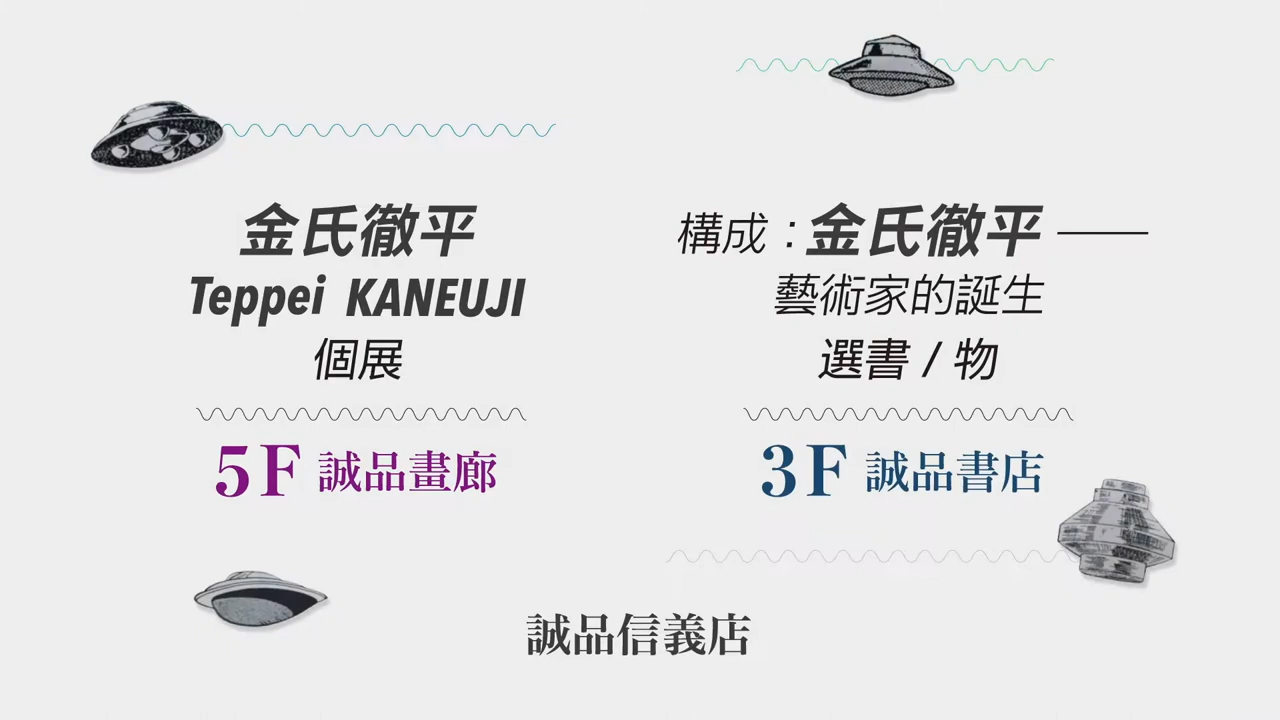 金氏徹平
Teppei KANEUJI
個展
5F 誠品畫廊
構成：金氏徹平——
藝術家的誕生
選書 / 物
3F 誠品書店
誠品信義店